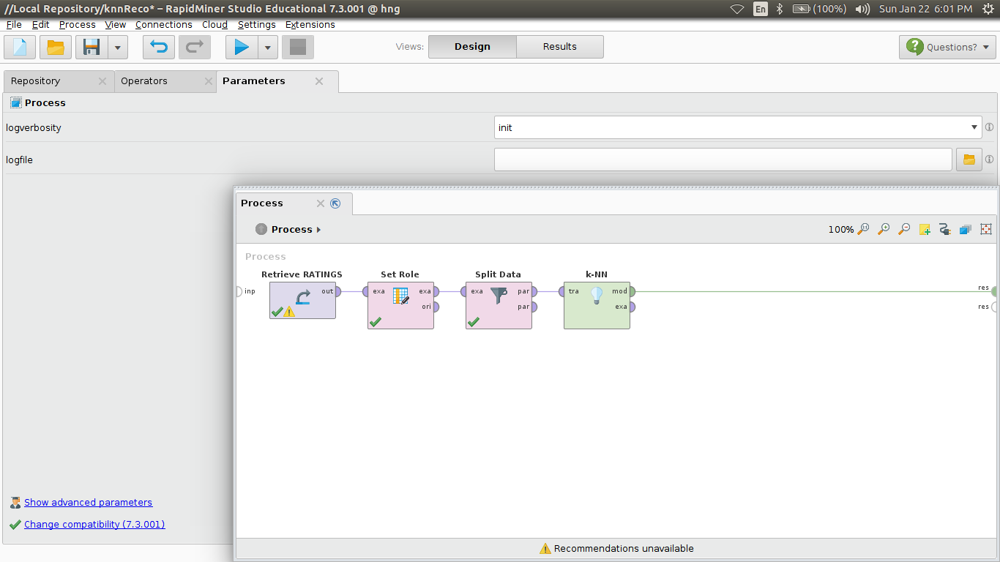 //Local Repository/knnReco* – RapidMiner Studio Educational 7.3.001 @ hng En (100%) Sun Jan 22 6:01 PM
File Edit Process View Connections Cloud Settings Extensions
Views: Design Results Questions?
Repository Operators Parameters
Process
logverbosity init
logfile
Process
100%
Process
Process
Retrieve RATINGS Set Role Split Data k-NN
inp out exa exa exa par tra mod res
ori par exa res
Show advanced parameters
Change compatibility (7.3.001)
Recommendations unavailable